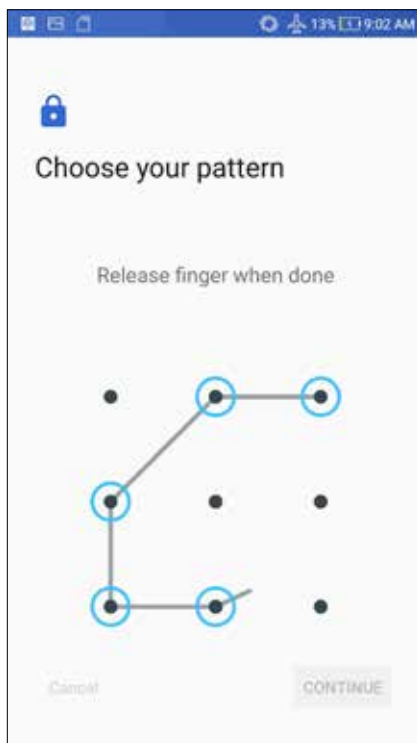 13% 9:02 AM
Choose your pattern
Release finger when done
Cancel CONTINUE